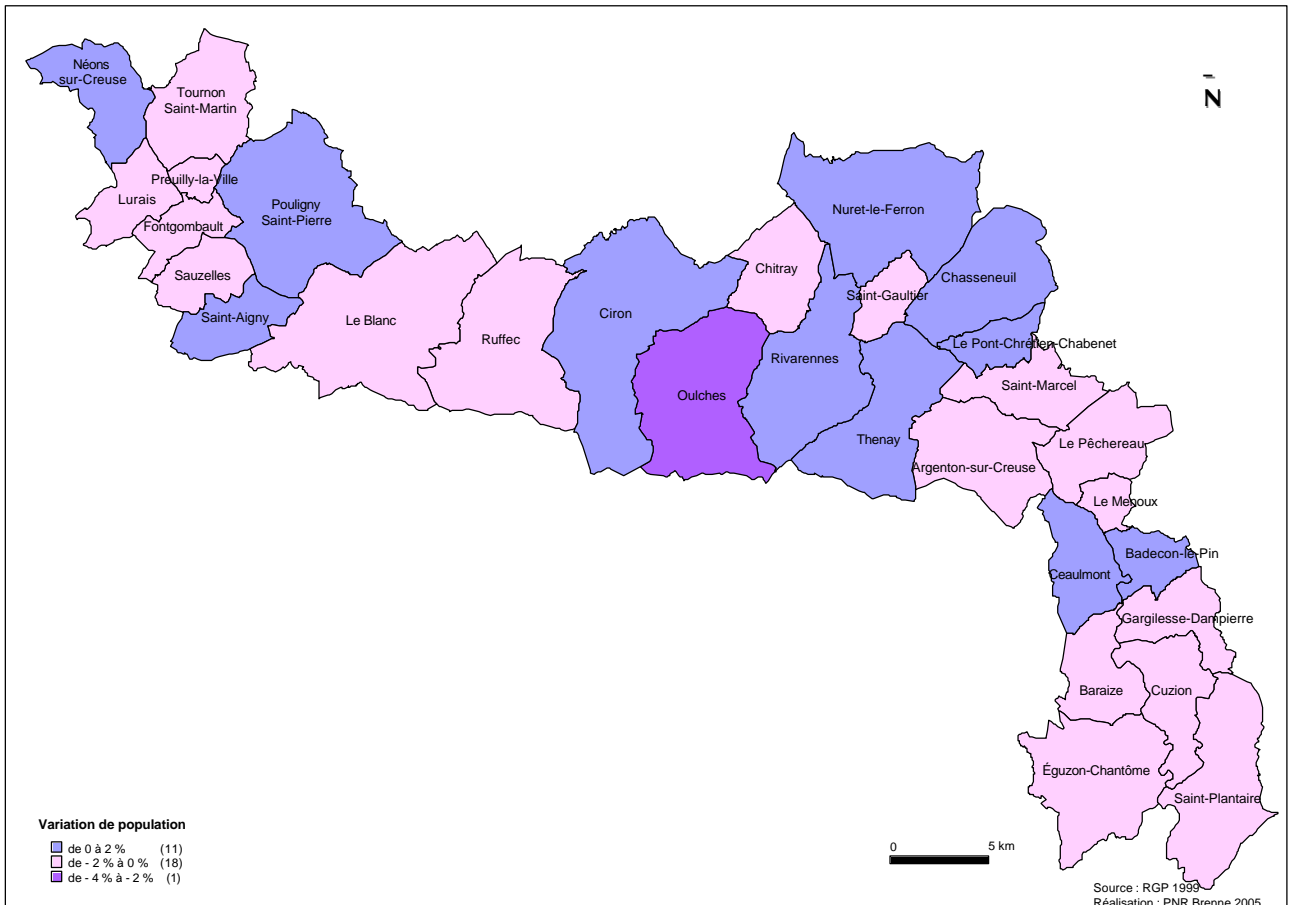 Néons
sur-Creuse
Tournon
Saint-Martin
N
Preuilly-la-Ville
Lurais
Pouligny
Saint-Pierre
Nuret-le-Ferron
Fontgombault
Sauzelles
Chitray
Chasseneuil
Saint-Gaultier
Saint-Aigny
Le Blanc
Ciron
Ruffec
Le Pont-Chrétien-Chabenet
Rivarennes
Saint-Marcel
Oulches
Thenay
Le Pêchereau
Argenton-sur-Creuse
Le Menoux
Badecon-le-Pin
Ceaulmont
Gargilesse-Dampierre
Baraize
Cuzion
Éguzon-Chantôme
Saint-Plantaire
Variation de population
de 0 à 2 % (11)
de - 2 % à 0 % (18)
de - 4 % à - 2 % (1)
0 5 km
Source : RGP 1999
Réalisation : PNR Brenne 2005